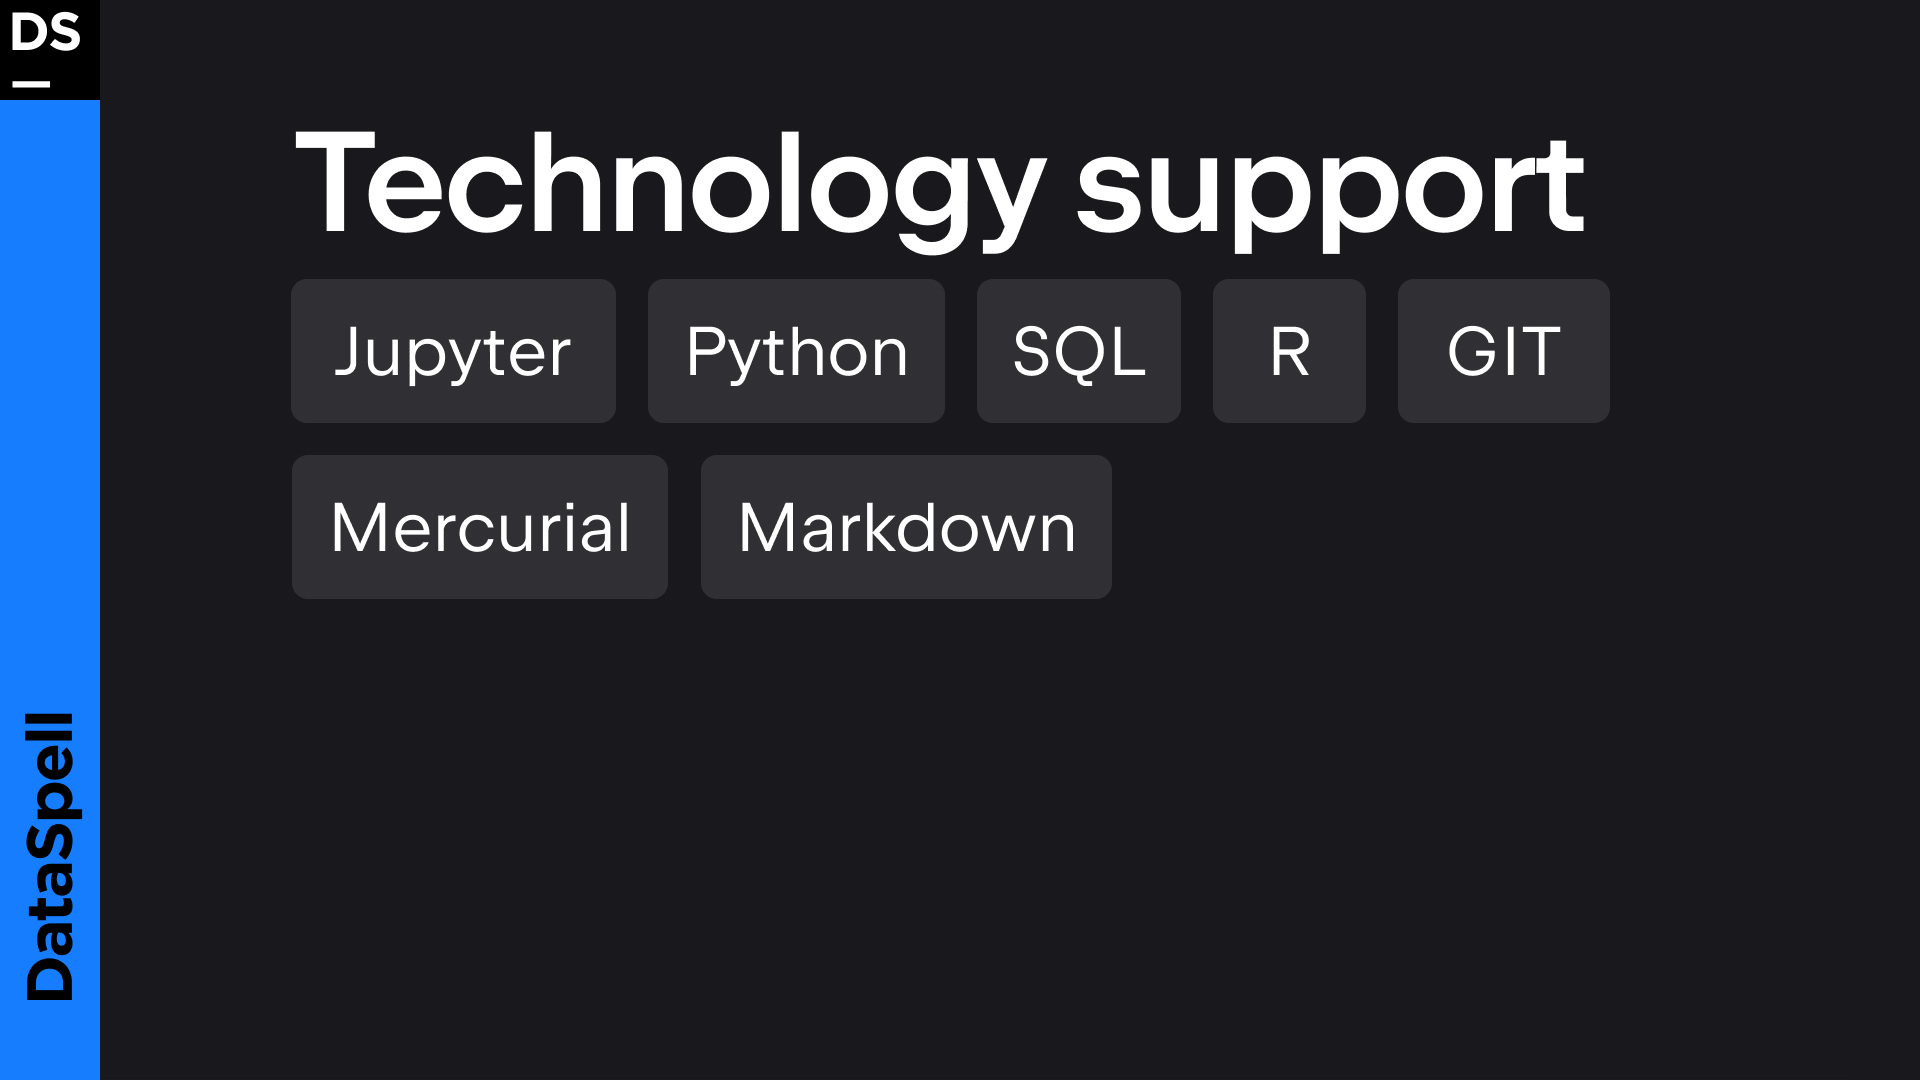 DS
Technology support
Jupyter Python SQL R GIT
Mercurial Markdown
DataSpell